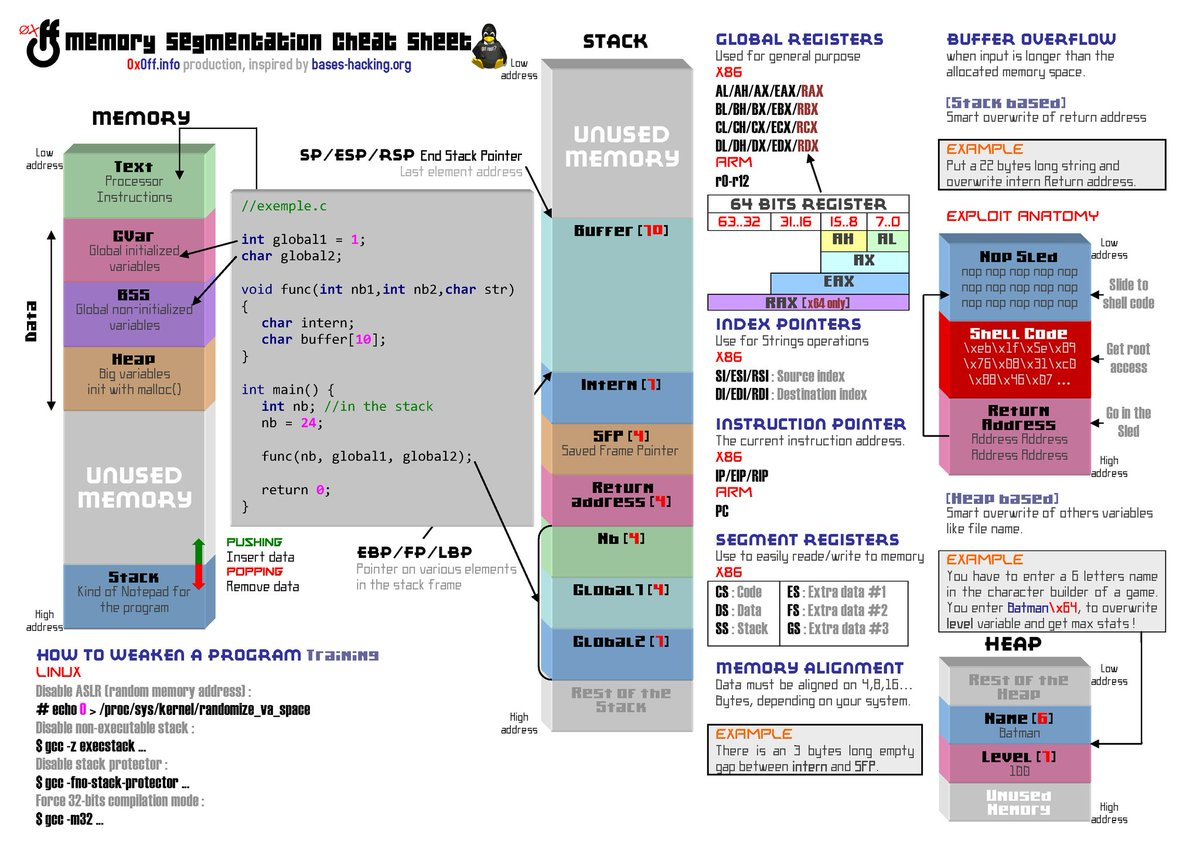 0x0ff Memory Segmentation Cheat Sheet
0x0ff.info production, inspired by bases-hacking.org
MEMORY
Low address
Text
Processor
Instructions
GVar
Global initialized
variables
BSS
Global non-initialized
variables
Heap
Big variables
init with malloc()
Data
UNUSED
MEMORY
Stack
Kind of Notepad for
the program
High address
PUSHING
Insert data
POPPING
Remove data
//exemple.c
int global1 = 1;
char global2;
void func(int nb1,int nb2,char str)
{
char intern;
char buffer[10];
}
int main() {
int nb; //in the stack
nb = 24;
func(nb, global1, global2);
return 0;
}
SP/ESP/RSP End Stack Pointer
Last element address
EBP/FP/LBP
Pointer on various elements
in the stack frame
HOW TO WEAKEN A PROGRAM Training
LINUX
Disable ASLR (random memory address) :
# echo 0 > /proc/sys/kernel/randomize_va_space
Disable non-executable stack :
$ gcc -z execstack ...
Disable stack protector :
$ gcc -fno-stack-protector ...
Force 32-bits compilation mode :
$ gcc -m32 ...
STACK
Low
address
UNUSED
MEMORY
Buffer [10]
Intern [1]
SFP [4]
Saved Frame Pointer
Return
address [4]
Nb [4]
Global1 [4]
Global2 [1]
Rest of the
Stack
High
address
GLOBAL REGISTERS
Used for general purpose
X86
AL/AH/AX/EAX/RAX
BL/BH/BX/EBX/RBX
CL/CH/CX/ECX/RCX
DL/DH/DX/EDX/RDX
ARM
r0-r12
64 BITS REGISTER
63..32 31..16 15..8 7..0
AH AL
AX
EAX
RAX [x64 only]
INDEX POINTERS
Use for Strings operations
X86
SI/ESI/RSI : Source index
DI/EDI/RDI : Destination index
INSTRUCTION POINTER
The current instruction address.
X86
IP/EIP/RIP
ARM
PC
SEGMENT REGISTERS
Use to easily reade/write to memory
X86
CS : Code ES : Extra data #1
DS : Data FS : Extra data #2
SS : Stack GS : Extra data #3
MEMORY ALIGNMENT
Data must be aligned on 4,8,16...
Bytes, depending on your system.
EXAMPLE
There is an 3 bytes long empty
gap between intern and SFP.
BUFFER OVERFLOW
when input is longer than the
allocated memory space.
[Stack based]
Smart overwrite of return address
EXAMPLE
Put a 22 bytes long string and
overwrite intern Return address.
EXPLOIT ANATOMY
Low
address
Nop Sled
nop nop nop nop nop
nop nop nop nop nop
nop nop nop nop nop
Slide to
shell code
Shell Code
\xeb\x1f\x5e\x89
\x76\x08\x31\xc0
\x88\x46\x07 ...
Get root
access
Return
Address
Address Address
Address Address
Go in the
Sled
High
address
[Heap based]
Smart overwrite of others variables
like file name.
EXAMPLE
You have to enter a 6 letters name
in the character builder of a game.
You enter Batman\x64, to overwrite
level variable and get max stats !
HEAP
Low
address
Rest of the
Heap
Name [6]
Batman
Level [1]
100
Unused
Memory
High
address